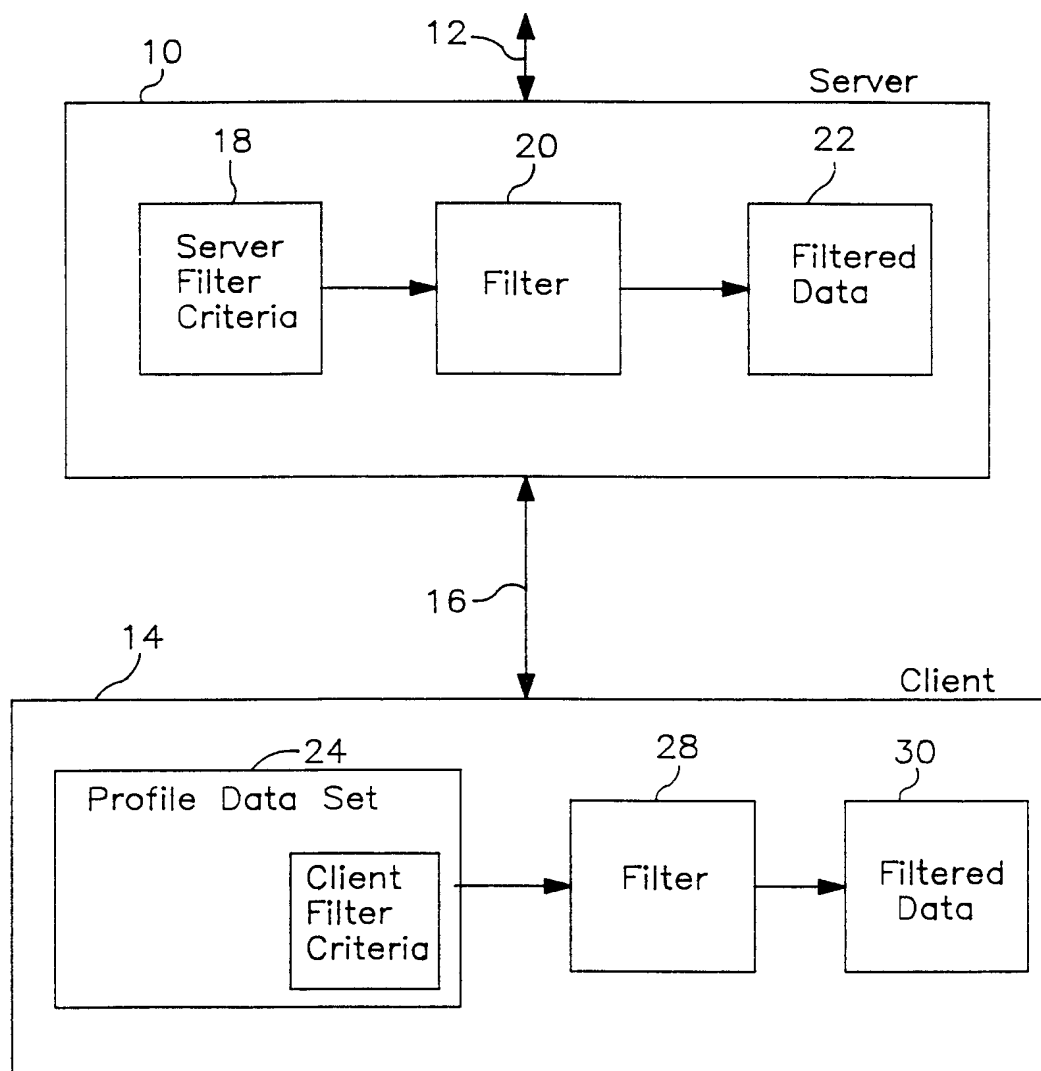 12
10
Server
18
20
22
Server
Filter
Criteria
Filter
Filtered
Data
16
14
Client
24
28
30
Profile Data Set
Client
Filter
Criteria
Filter
Filtered
Data